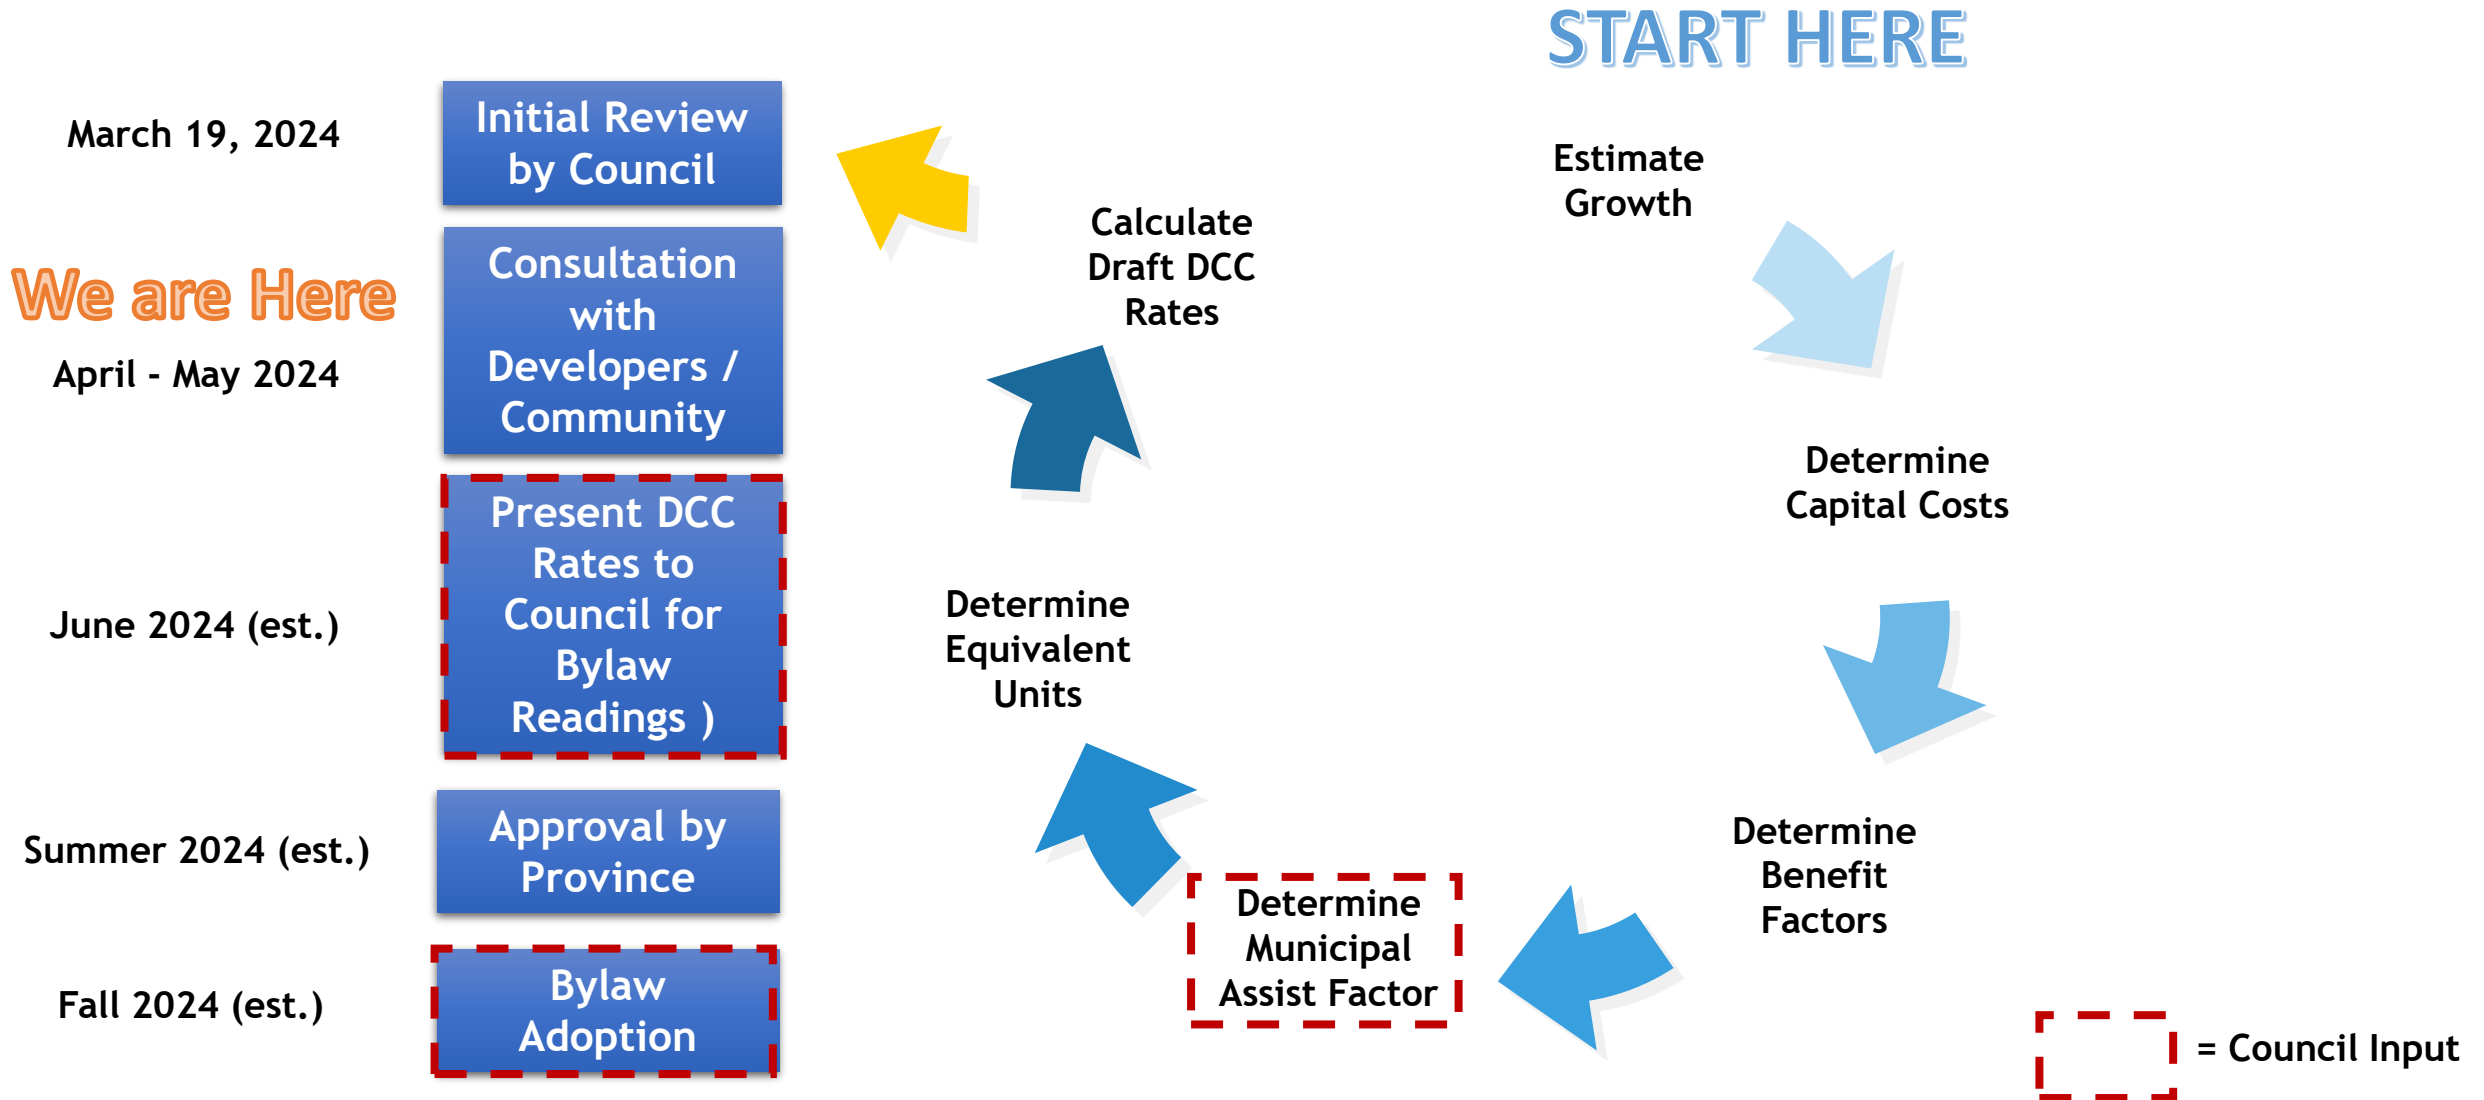 START HERE
March 19, 2024
Initial Review
by Council
We are Here
April - May 2024
Consultation
with
Developers /
Community
June 2024 (est.)
Present DCC
Rates to
Council for
Bylaw
Readings )
Summer 2024 (est.)
Approval by
Province
Fall 2024 (est.)
Bylaw
Adoption
Estimate
Growth
Determine
Capital Costs
Determine
Benefit
Factors
Determine
Municipal
Assist Factor
Determine
Equivalent
Units
Calculate
Draft DCC
Rates
= Council Input